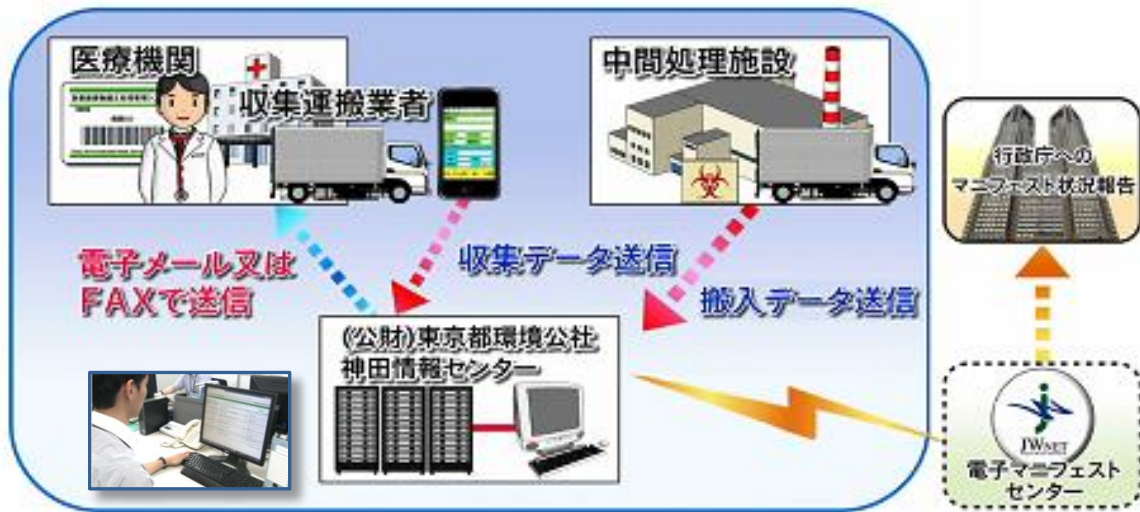 医療機関
収集運搬業者
中間処理施設
行政庁への
マニフェスト状況報告
電子メール又は
FAXで送信
収集データ送信
搬入データ送信
(公財)東京都環境公社
神田情報センター
JWNET
電子マニフェスト
センター